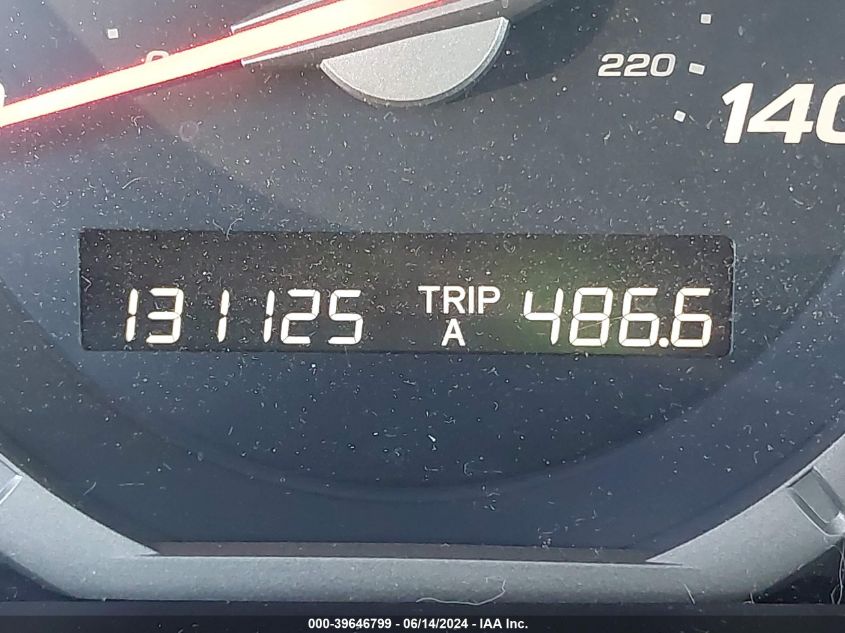 220
140
131125 TRIP A 486.6
000-39646799 - 06/14/2024 - IAA Inc.